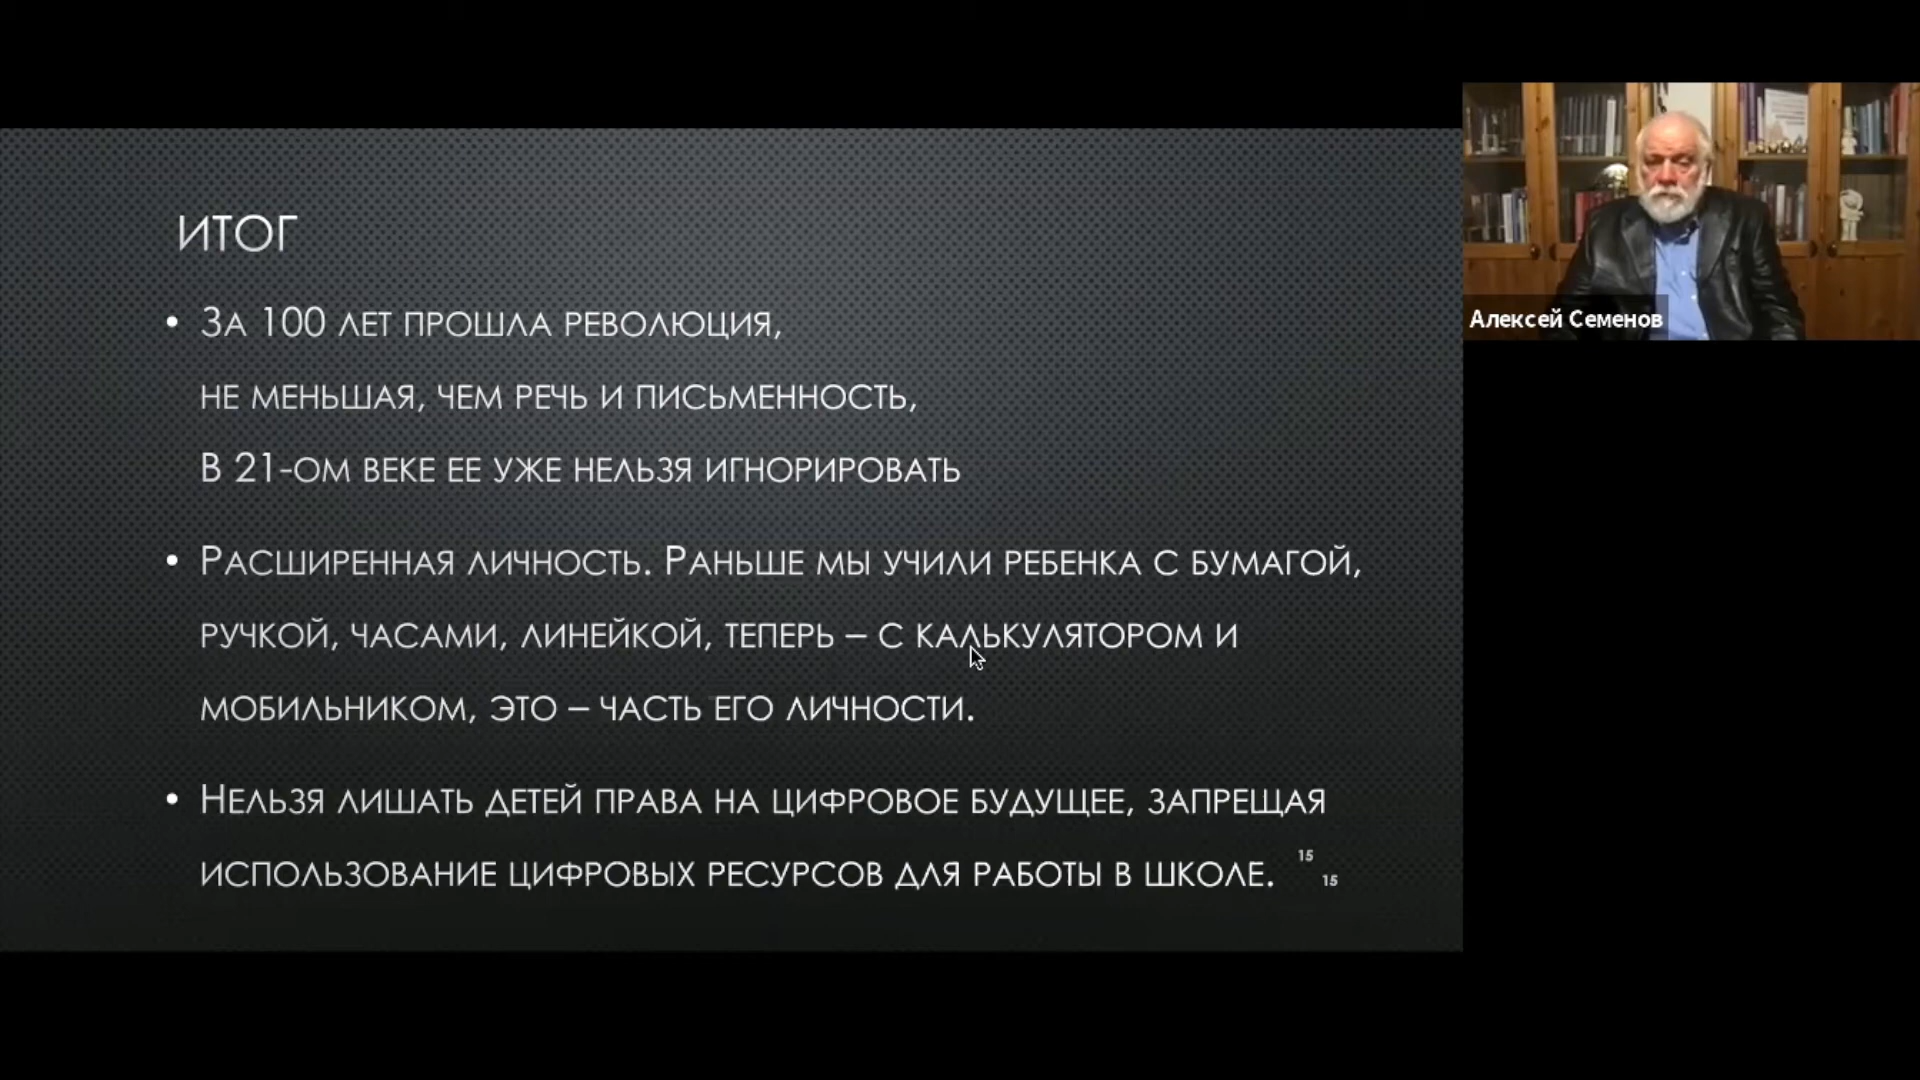 ИТОГ
• За 100 лет прошла революция,
не меньшая, чем речь и письменность,
В 21-ом веке ее уже нельзя игнорировать
• Расширенная личность. Раньше мы учили ребенка с бумагой,
ручкой, часами, линейкой, теперь – с калькулятором и
мобильником, это – часть его личности.
• Нельзя лишать детей права на цифровое будущее, запрещая
использование цифровых ресурсов для работы в школе.
15
15
Алексей Семенов